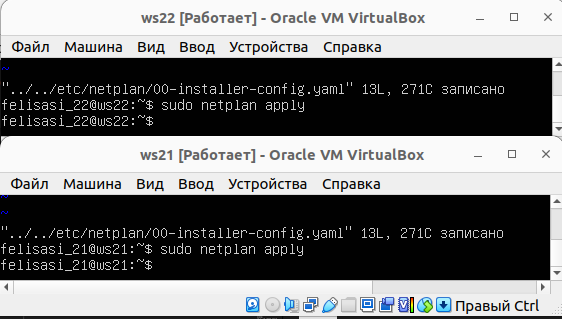 ws22 [Работает] - Oracle VM VirtualBox
Файл Машина Вид Ввод Устройства Справка
~
"../../etc/netplan/00-installer-config.yaml" 13L, 271C записано
felisasi_22@ws22:~$ sudo netplan apply
felisasi_22@ws22:~$
ws21 [Работает] - Oracle VM VirtualBox
Файл Машина Вид Ввод Устройства Справка
~
~
"../../etc/netplan/00-installer-config.yaml" 13L, 271C записано
felisasi_21@ws21:~$ sudo netplan apply
felisasi_21@ws21:~$
Правый Ctrl